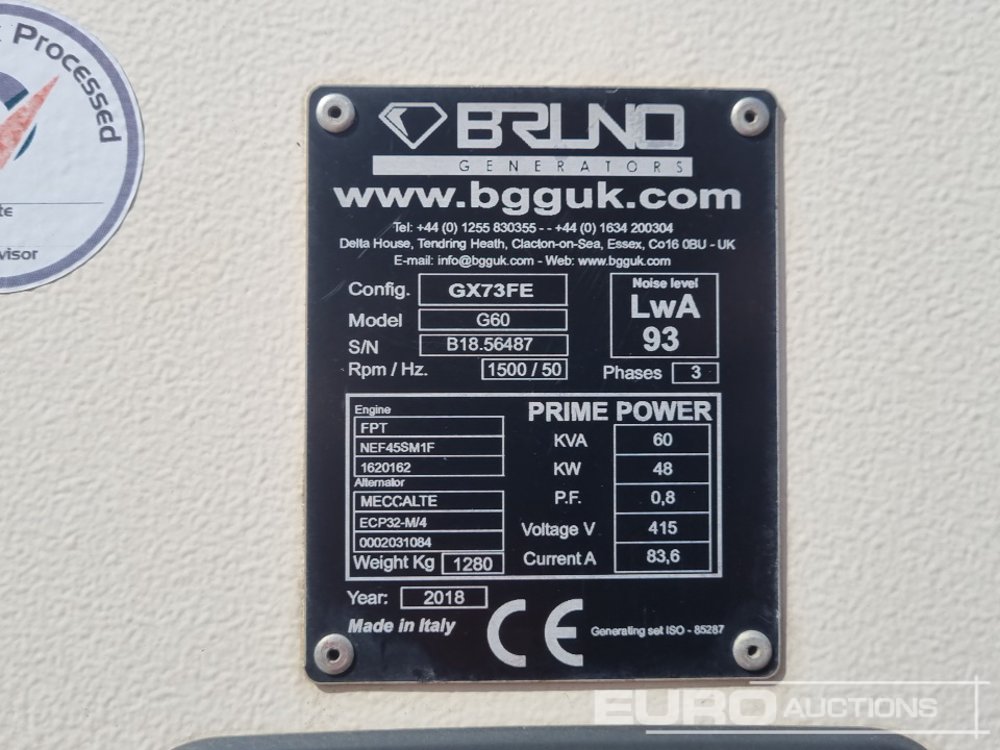 Processed
te
visor
BRUNO
GENERATORS
www.bgguk.com
Tel: +44 (0) 1255 830355 - - +44 (0) 1634 200304
Delta House, Tendring Heath, Clacton-on-Sea, Essex, Co16 0BU - UK
E-mail: info@bgguk.com - Web: www.bgguk.com
Config. GX73FE
Model G60
S/N B18.56487
Rpm / Hz. 1500 / 50
Noise level
LwA
93
Phases 3
Engine
FPT
NEF45SM1F
1620162
Alternator
MECCALTE
ECP32-M/4
0002031084
Weight Kg 1280
PRIME POWER
KVA 60
KW 48
P.F. 0,8
Voltage V 415
Current A 83,6
Year: 2018
Made in Italy
CE
Generating set ISO - 85287
EURO AUCTIONS